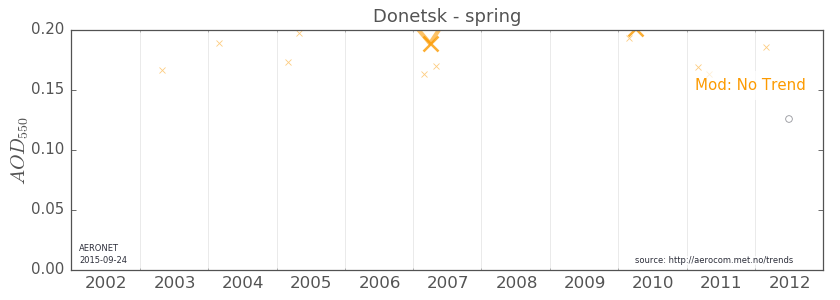 Donetsk - spring
0.20
0.15
0.10
0.05
0.00
AOD550
Mod: No Trend
AERONET
2015-09-24
source: http://aerocom.met.no/trends
2002 2003 2004 2005 2006 2007 2008 2009 2010 2011 2012